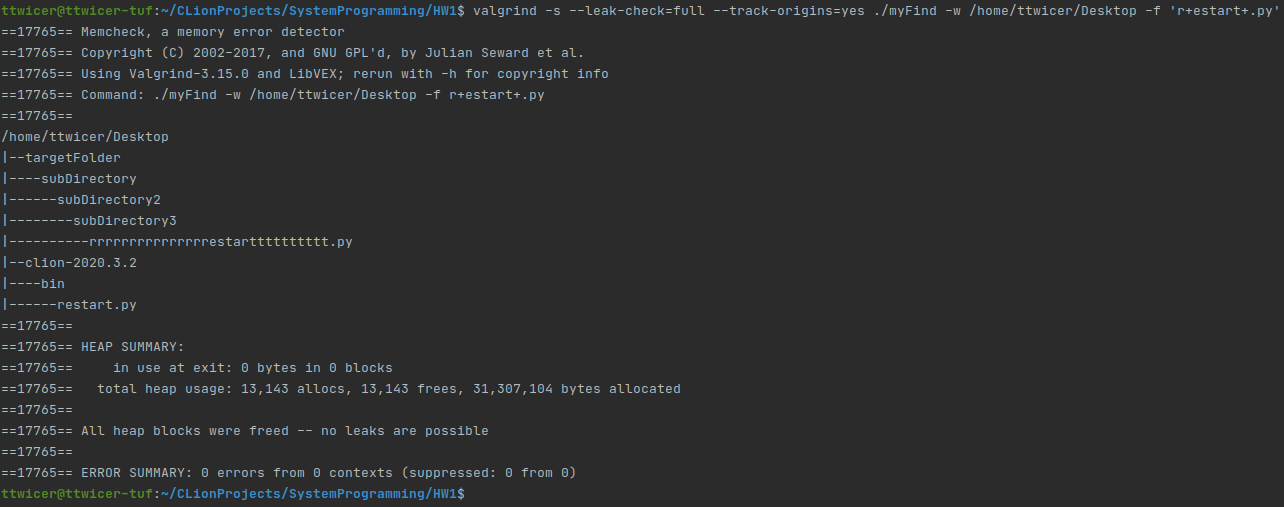 ttwicer@ttwicer-tuf:~/CLionProjects/SystemProgramming/HW1$ valgrind -s --leak-check=full --track-origins=yes ./myFind -w /home/ttwicer/Desktop -f 'r+estart+.py'
==17765== Memcheck, a memory error detector
==17765== Copyright (C) 2002-2017, and GNU GPL'd, by Julian Seward et al.
==17765== Using Valgrind-3.15.0 and LibVEX; rerun with -h for copyright info
==17765== Command: ./myFind -w /home/ttwicer/Desktop -f r+estart+.py
==17765==
/home/ttwicer/Desktop
|--targetFolder
|----subDirectory
|------subDirectory2
|--------subDirectory3
|----------rrrrrrrrrrrrrrrestartttttttttt.py
|--clion-2020.3.2
|----bin
|------restart.py
==17765==
==17765== HEAP SUMMARY:
==17765==     in use at exit: 0 bytes in 0 blocks
==17765==   total heap usage: 13,143 allocs, 13,143 frees, 31,307,104 bytes allocated
==17765==
==17765== All heap blocks were freed -- no leaks are possible
==17765==
==17765== ERROR SUMMARY: 0 errors from 0 contexts (suppressed: 0 from 0)
ttwicer@ttwicer-tuf:~/CLionProjects/SystemProgramming/HW1$